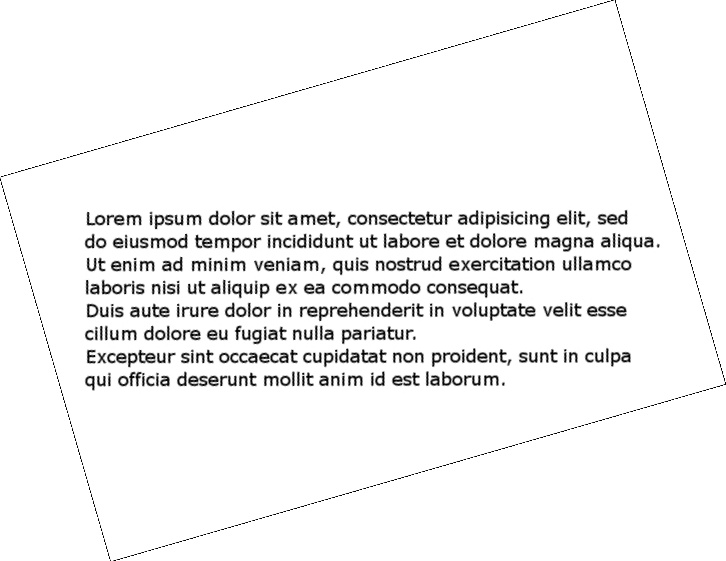 Lorem ipsum dolor sit amet, consectetur adipisicing elit, sed
do eiusmod tempor incididunt ut labore et dolore magna aliqua.
Ut enim ad minim veniam, quis nostrud exercitation ullamco
laboris nisi ut aliquip ex ea commodo consequat.
Duis aute irure dolor in reprehenderit in voluptate velit esse
cillum dolore eu fugiat nulla pariatur.
Excepteur sint occaecat cupidatat non proident, sunt in culpa
qui officia deserunt mollit anim id est laborum.